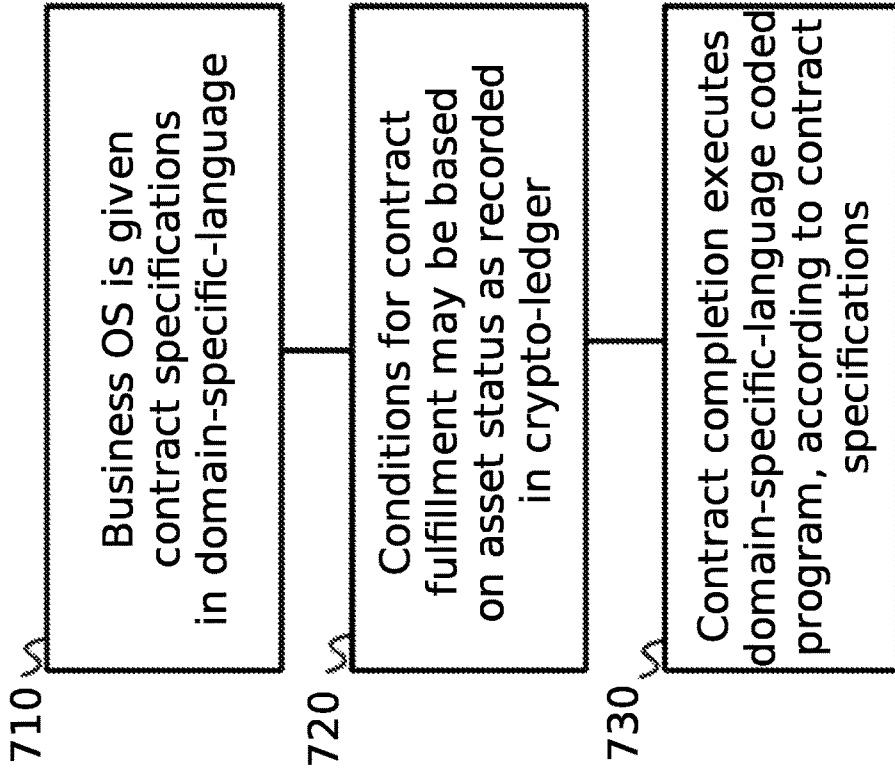 710
Business OS is given
contract specifications
in domain-specific-language
720
Conditions for contract
fulfillment may be based
on asset status as recorded
in crypto-ledger
730
Contract completion executes
domain-specific-language coded
program, according to contract
specifications